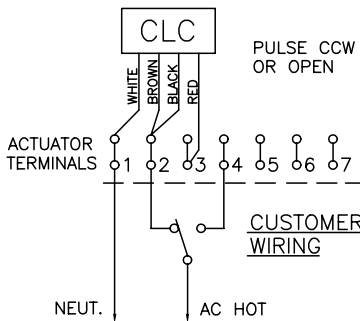 CLC
PULSE CCW
OR OPEN
WHITE
BROWN
BLACK
RED
ACTUATOR
TERMINALS
1 2 3 4 5 6 7
CUSTOMER
WIRING
NEUT.
AC HOT